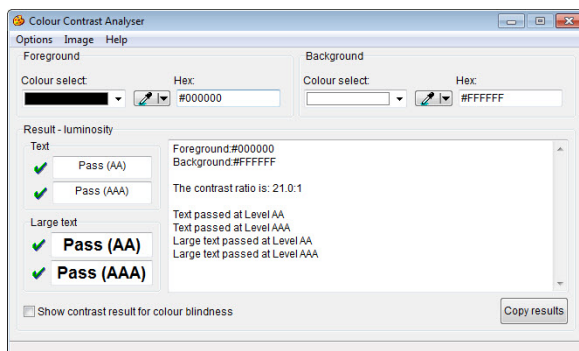 Colour Contrast Analyser
Options Image Help
Foreground
Colour select:
Hex:
#000000
Background
Colour select:
Hex:
#FFFFFF
Result - luminosity
Text
Pass (AA)
Pass (AAA)
Large text
Pass (AA)
Pass (AAA)
Foreground:#000000
Background:#FFFFFF
The contrast ratio is: 21.0:1
Text passed at Level AA
Text passed at Level AAA
Large text passed at Level AA
Large text passed at Level AAA
Show contrast result for colour blindness
Copy results